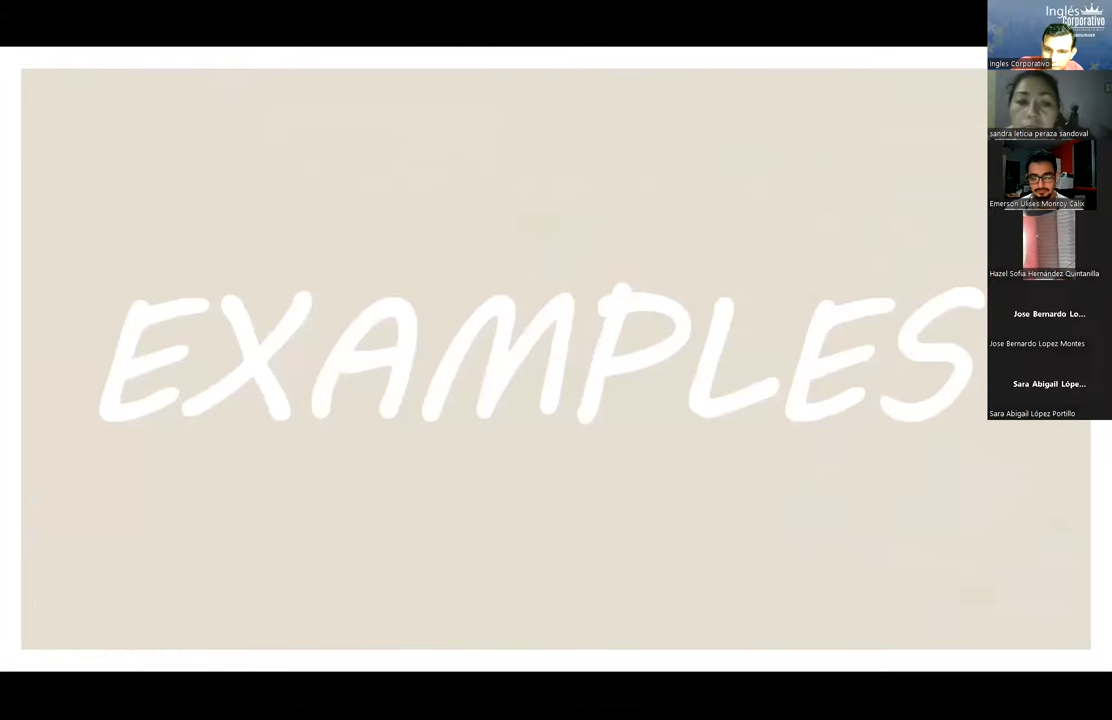 EXAMPLES
Inglés
Corporativo
Ingles Corporativo
sandra leticia peraza sandoval
Emerson Ulises Monroy Cálix
Hazel Sofia Hernández Quintanilla
Jose Bernardo Lo...
Jose Bernardo Lopez Montes
Sara Abigail Lópe...
Sara Abigail López Portillo